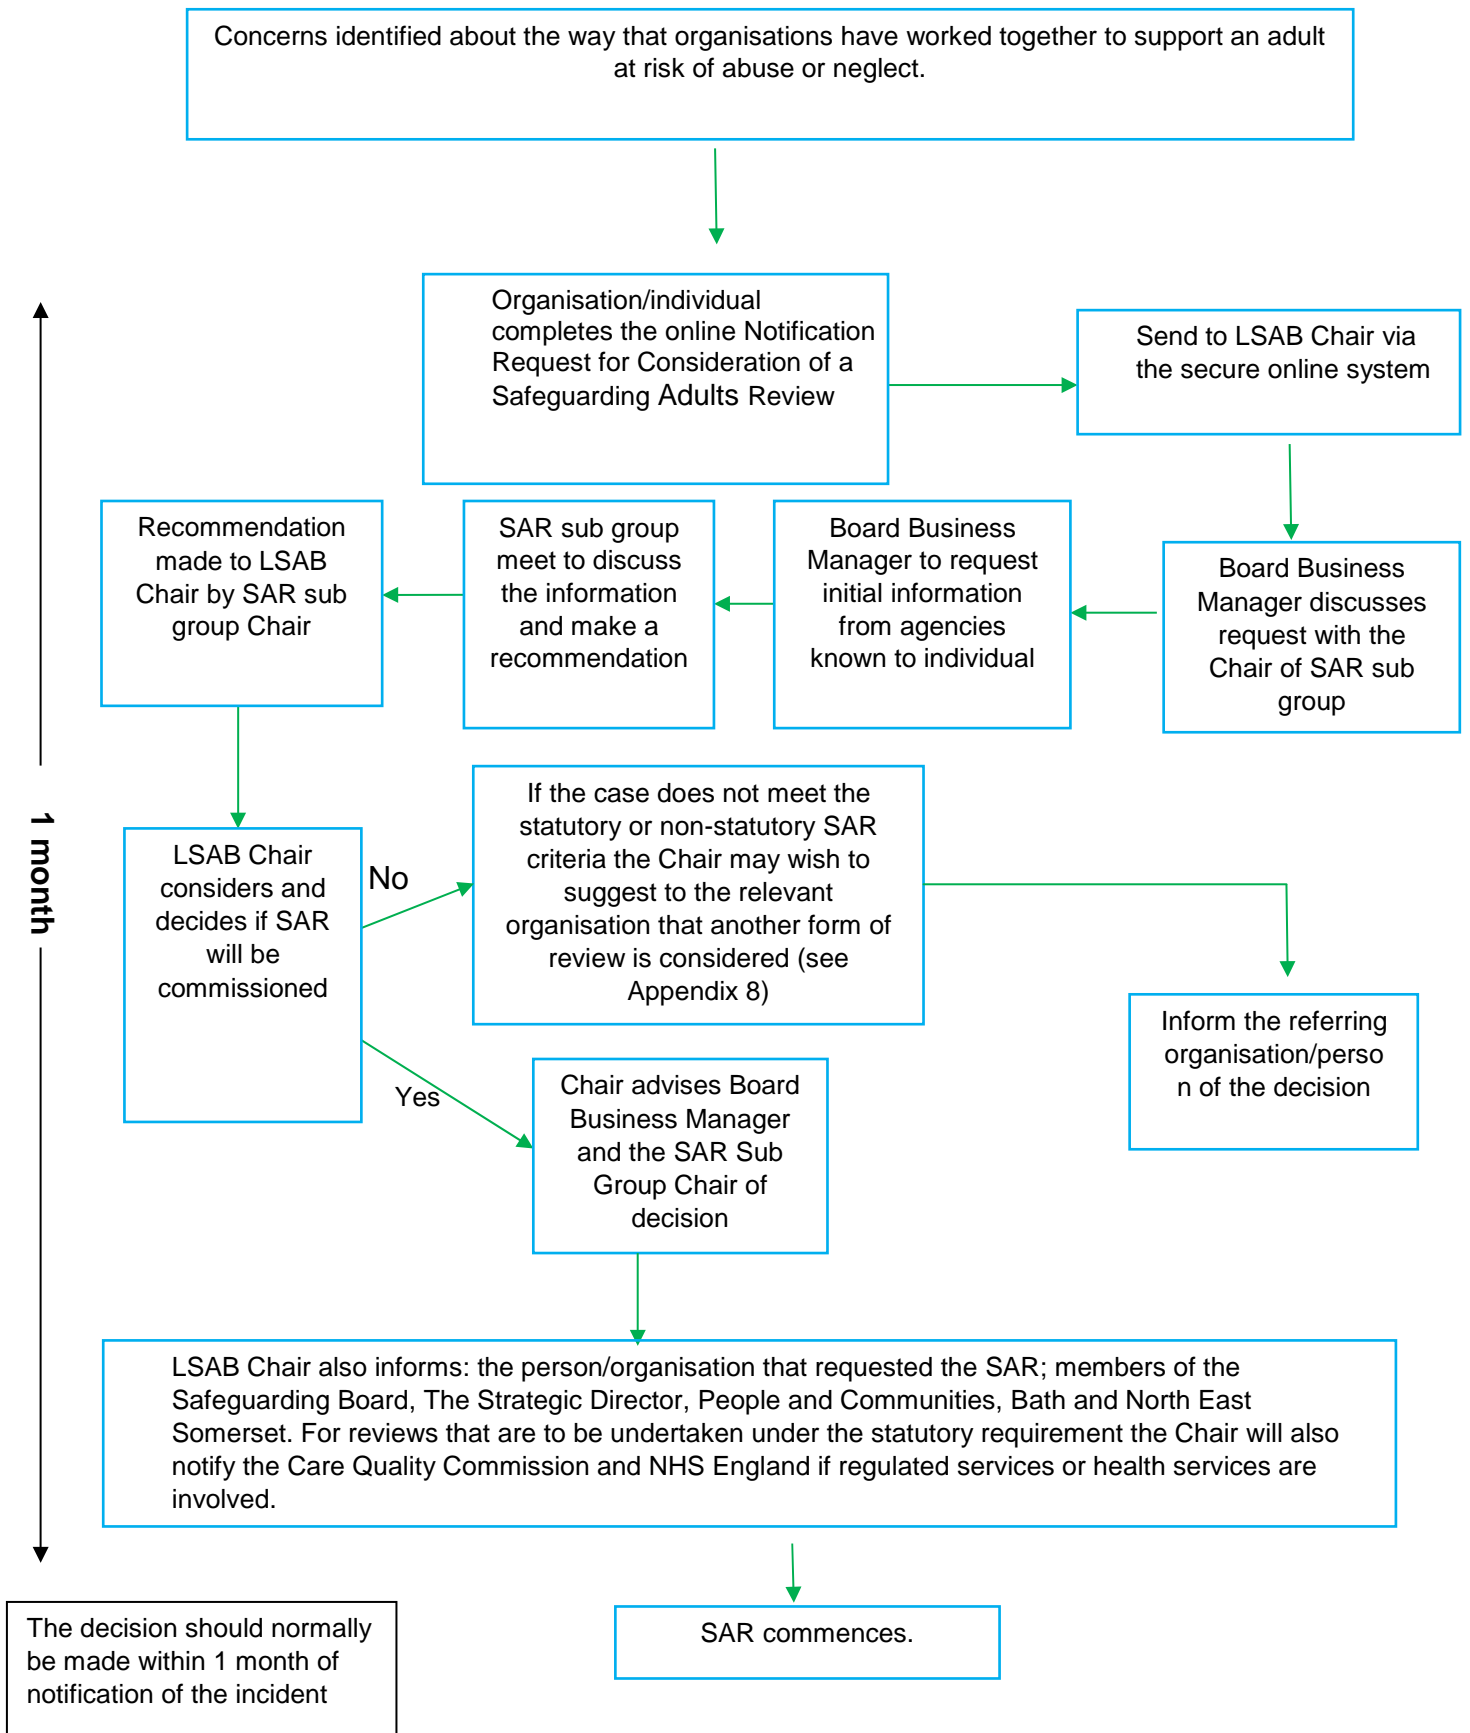 Concerns identified about the way that organisations have worked together to support an adult
at risk of abuse or neglect.
Organisation/individual
completes the online Notification
Request for Consideration of a
Safeguarding Adults Review
Send to LSAB Chair via
the secure online system
Board Business
Manager discusses
request with the
Chair of SAR sub
group
Board Business
Manager to request
initial information
from agencies
known to individual
SAR sub group
meet to discuss
the information
and make a
recommendation
Recommendation
made to LSAB
Chair by SAR sub
group Chair
1 month
LSAB Chair
considers and
decides if SAR
will be
commissioned
No
If the case does not meet the
statutory or non-statutory SAR
criteria the Chair may wish to
suggest to the relevant
organisation that another form of
review is considered (see
Appendix 8)
Inform the referring
organisation/perso
n of the decision
Yes
Chair advises Board
Business Manager
and the SAR Sub
Group Chair of
decision
LSAB Chair also informs: the person/organisation that requested the SAR; members of the
Safeguarding Board, The Strategic Director, People and Communities, Bath and North East
Somerset. For reviews that are to be undertaken under the statutory requirement the Chair will also
notify the Care Quality Commission and NHS England if regulated services or health services are
involved.
SAR commences.
The decision should normally
be made within 1 month of
notification of the incident